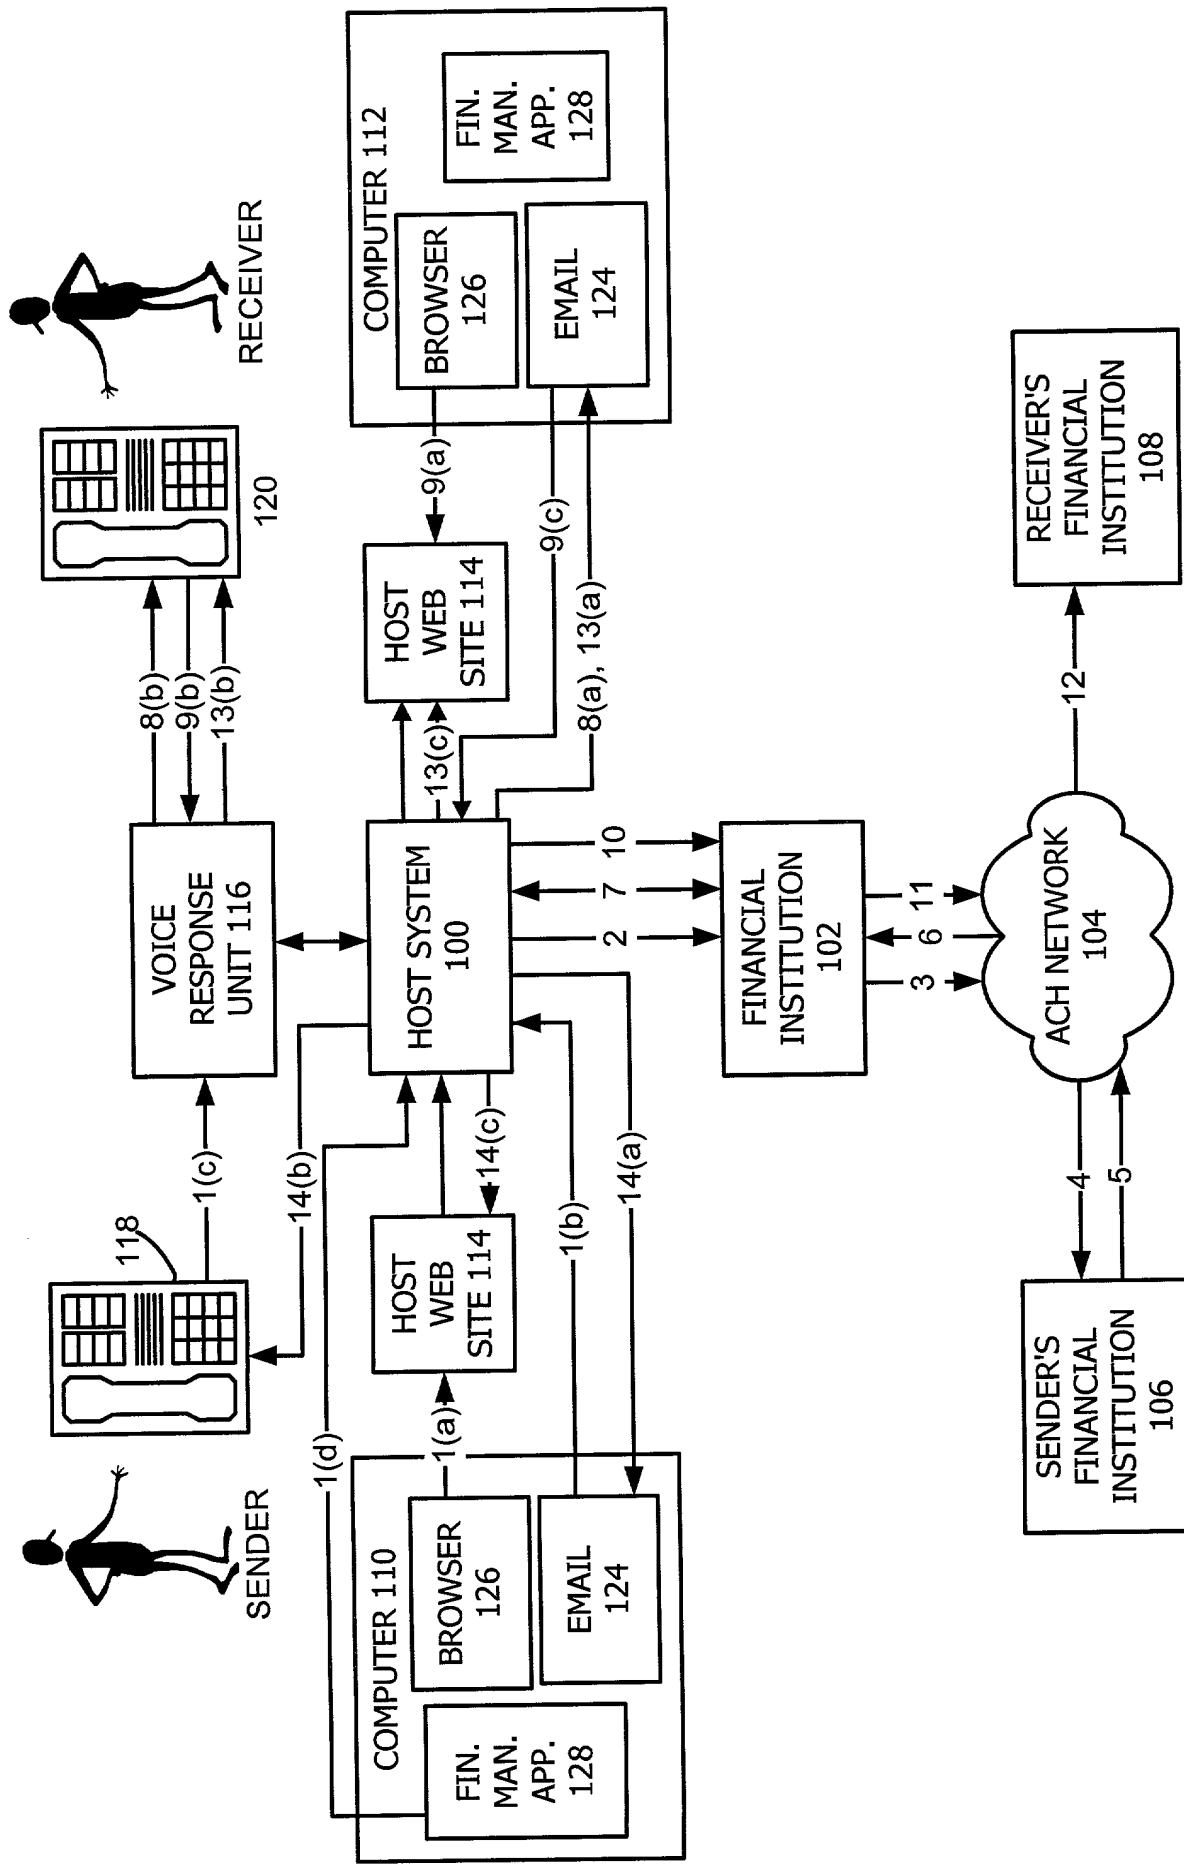 SENDER
118
1(c)
14(b)
1(d)
VOICE
RESPONSE
UNIT 116
8(b)
9(b)
13(b)
120
RECEIVER
COMPUTER 110
FIN.
MAN.
APP.
128
BROWSER
126
EMAIL
124
1(a)
HOST
WEB
SITE 114
14(c)
1(b)
14(a)
HOST SYSTEM
100
13(c)
HOST
WEB
SITE 114
9(a)
9(c)
8(a), 13(a)
COMPUTER 112
BROWSER
126
EMAIL
124
FIN.
MAN.
APP.
128
2
7
10
FINANCIAL
INSTITUTION
102
3
6
11
SENDER'S
FINANCIAL
INSTITUTION
106
4
5
ACH NETWORK
104
12
RECEIVER'S
FINANCIAL
INSTITUTION
108